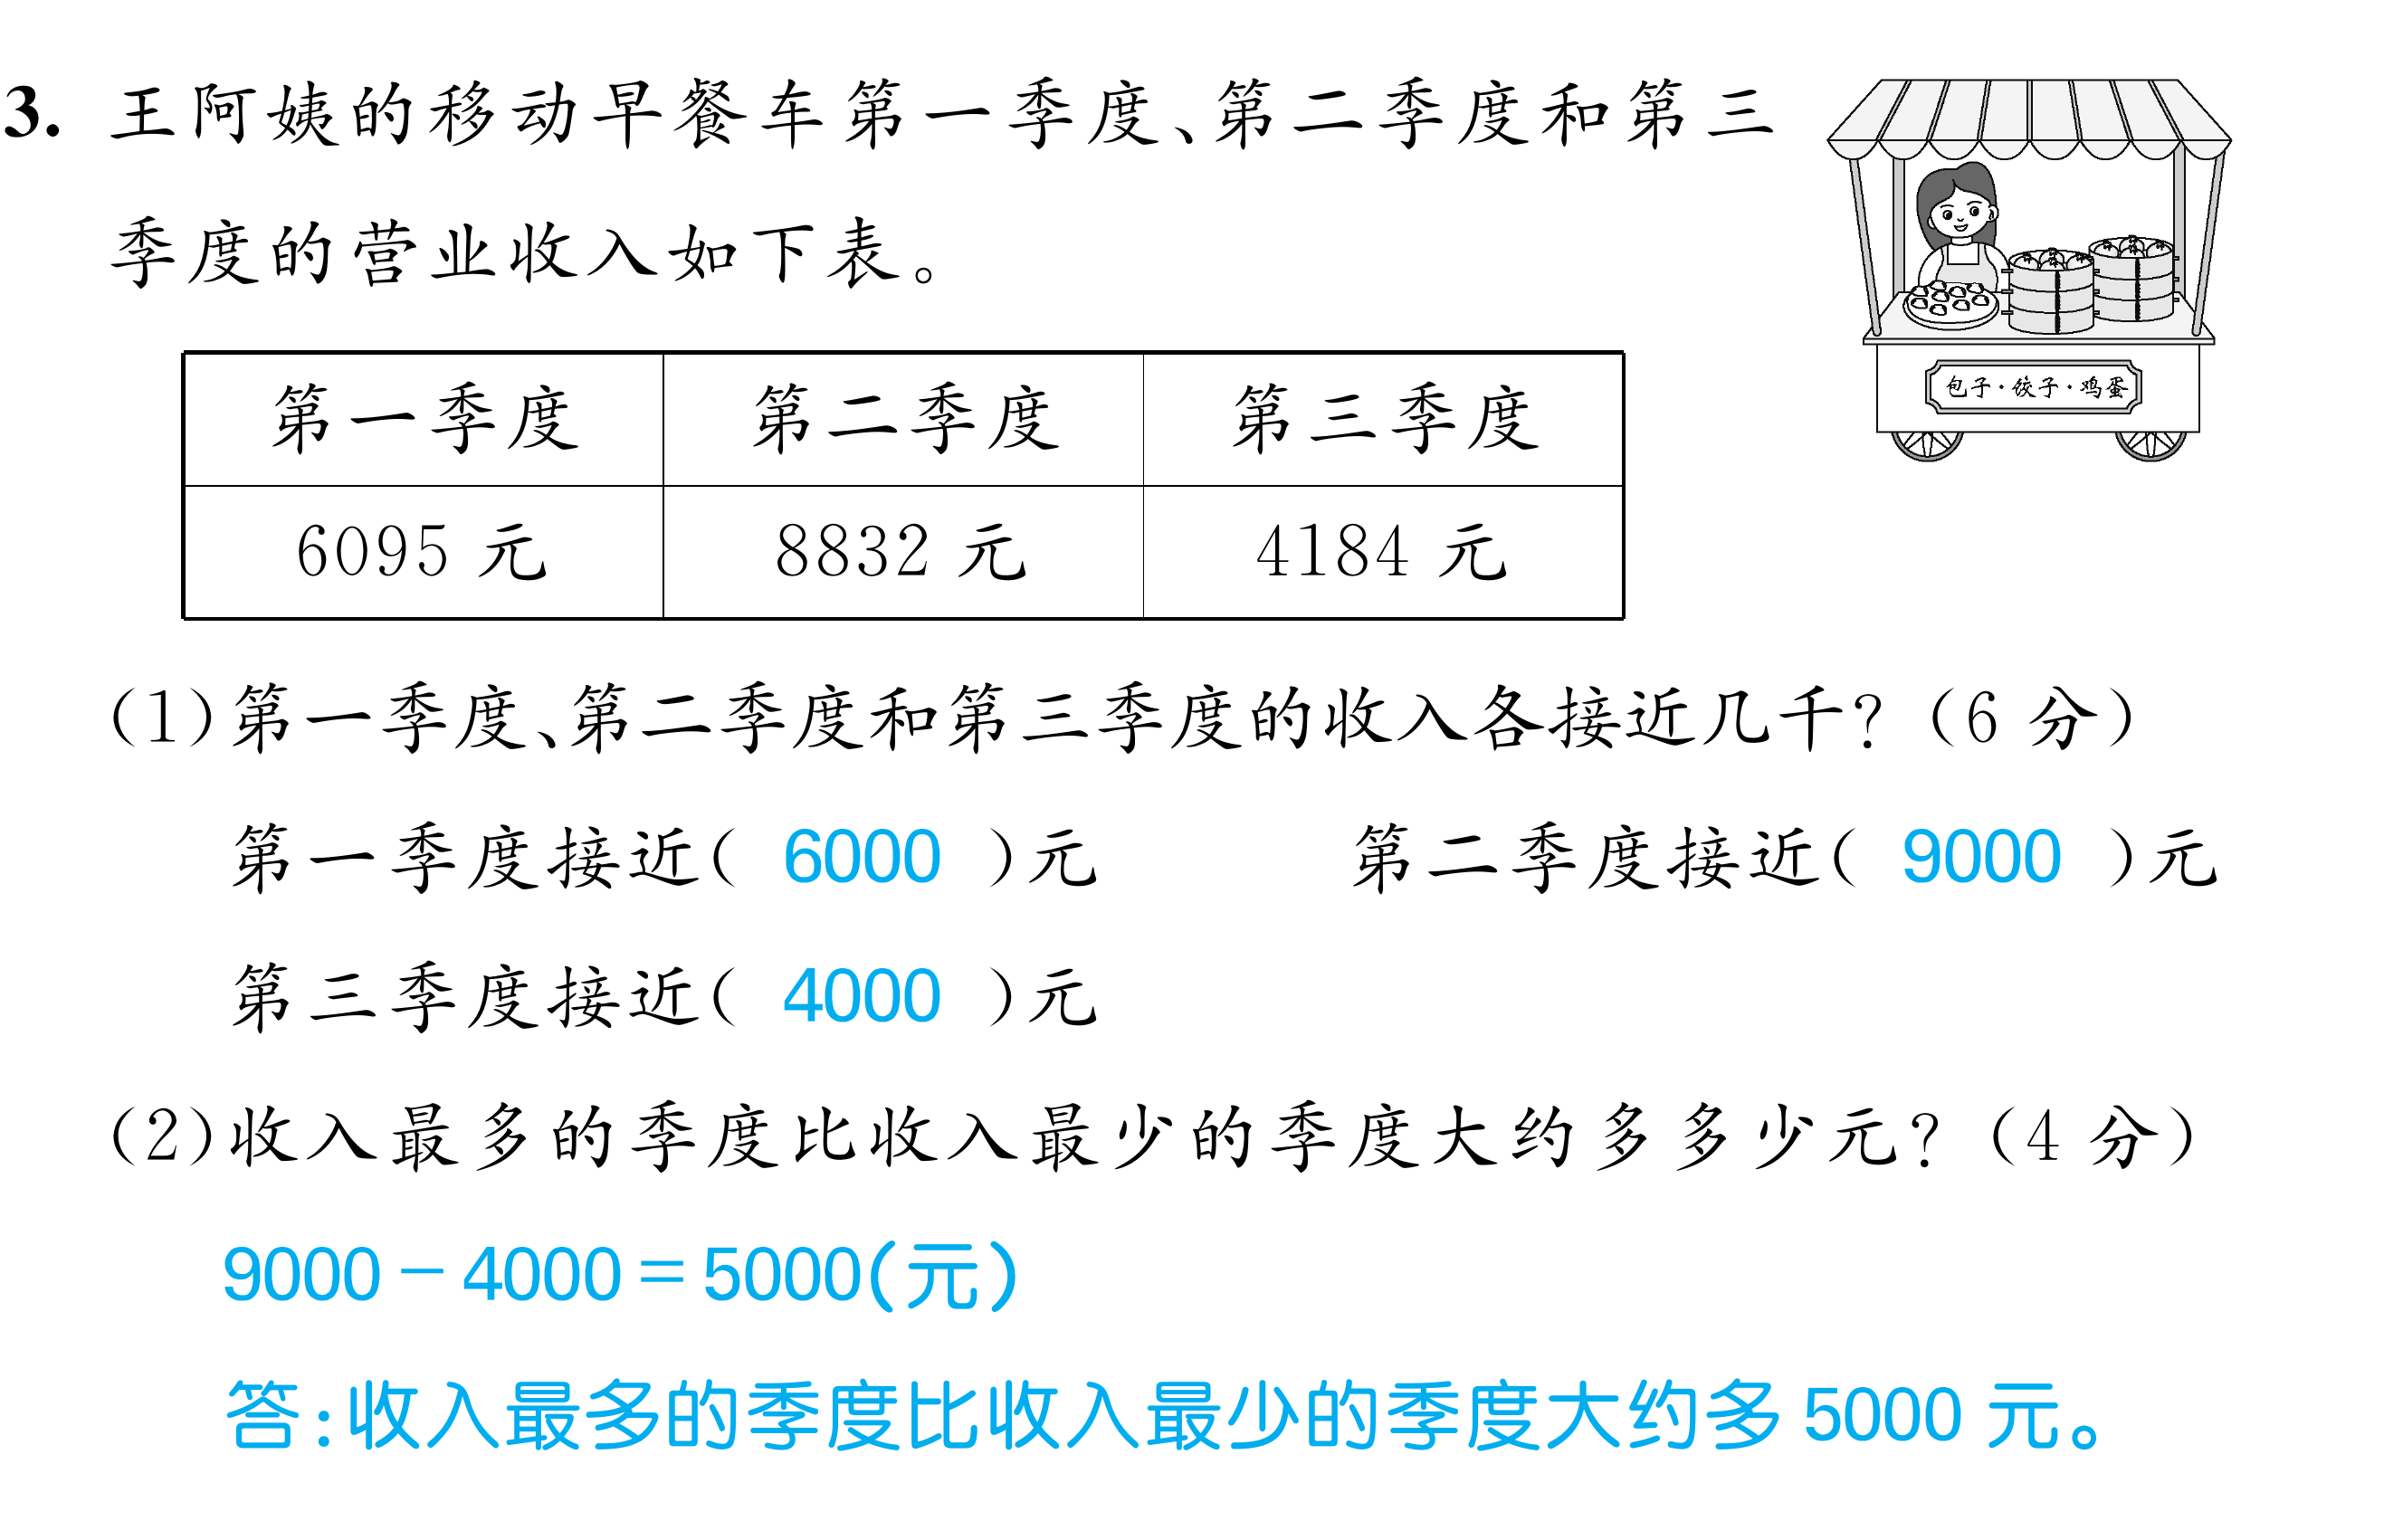 3. 王阿姨的移动早餐车第一季度、第二季度和第三
季度的营业收入如下表。
包子·饺子·鸡蛋
第一季度 第二季度 第三季度
6095 元 8832 元 4184 元
(1)第一季度、第二季度和第三季度的收入各接近几千?(6 分)
第一季度接近( 6000 )元 第二季度接近( 9000 )元
第三季度接近( 4000 )元
(2)收入最多的季度比收入最少的季度大约多多少元?(4 分)
9000－4000＝5000(元)
答:收入最多的季度比收入最小的季度大约多 5000 元。